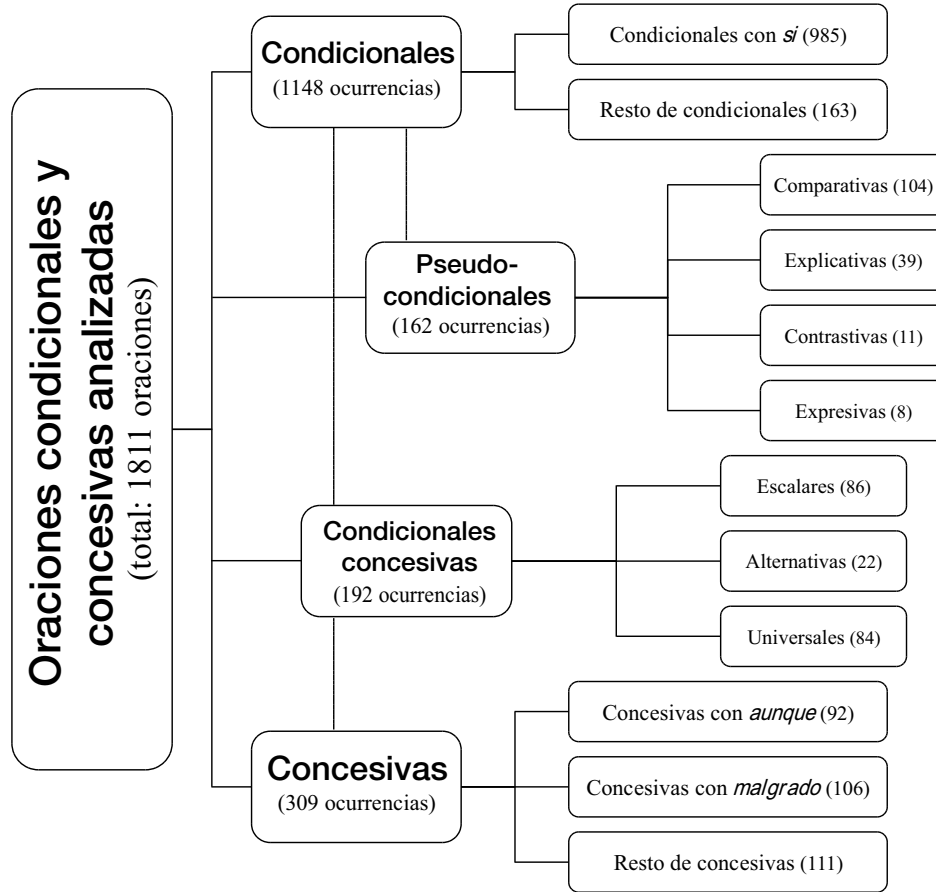 Oraciones condicionales y
concesivas analizadas
(total: 1811 oraciones)
Condicionales
(1148 ocurrencias)
Condicionales con si (985)
Resto de condicionales (163)
Pseudo-
condicionales
(162 ocurrencias)
Comparativas (104)
Explicativas (39)
Contrastivas (11)
Expresivas (8)
Condicionales
concesivas
(192 ocurrencias)
Escalares (86)
Alternativas (22)
Universales (84)
Concesivas
(309 ocurrencias)
Concesivas con aunque (92)
Concesivas con malgrado (106)
Resto de concesivas (111)